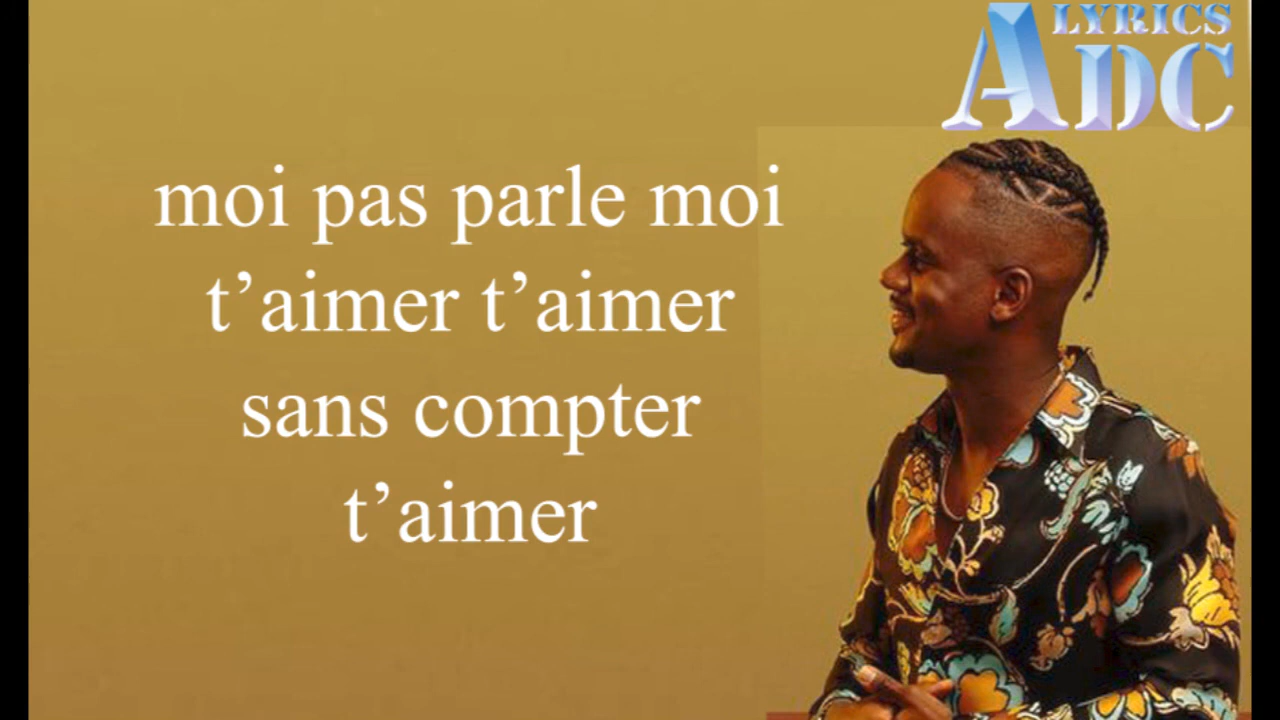 LYRICS
ADC
moi pas parle moi
t’aimer t’aimer
sans compter
t’aimer